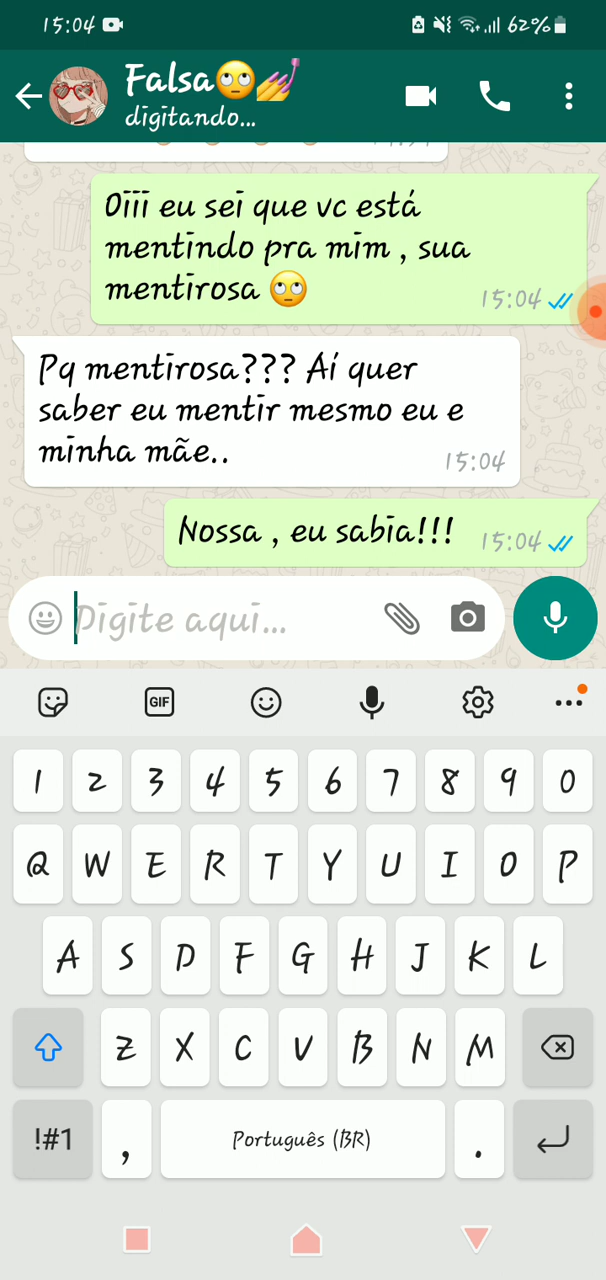 15:04 62%
Falsa🙄💅
digitando...
Oiii eu sei que vc está
mentindo pra mim , sua
mentirosa 🙄 15:04
Pq mentirosa??? Aí quer
saber eu mentir mesmo eu e
minha mãe.. 15:04
Nossa , eu sabia!!! 15:04
Digite aqui...
GIF
1 2 3 4 5 6 7 8 9 0
Q W E R T Y U I O P
A S D F G H J K L
Z X C V B N M
!#1 , Português (BR) .